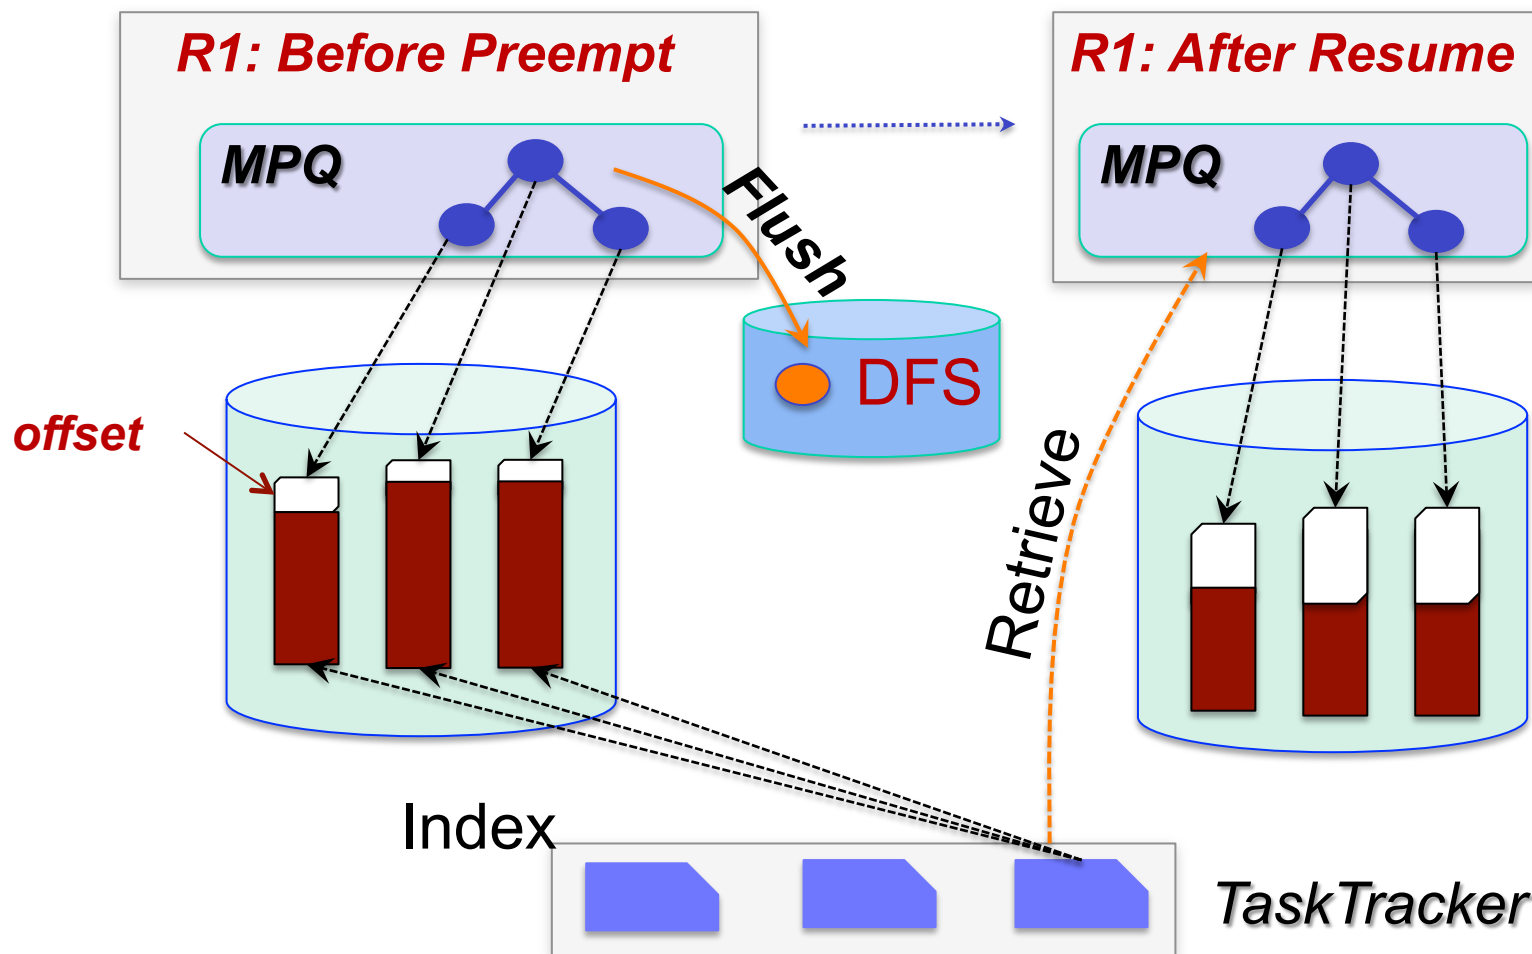 R1: Before Preempt
R1: After Resume
MPQ
MPQ
Flush
DFS
offset
Retrieve
Index
TaskTracker